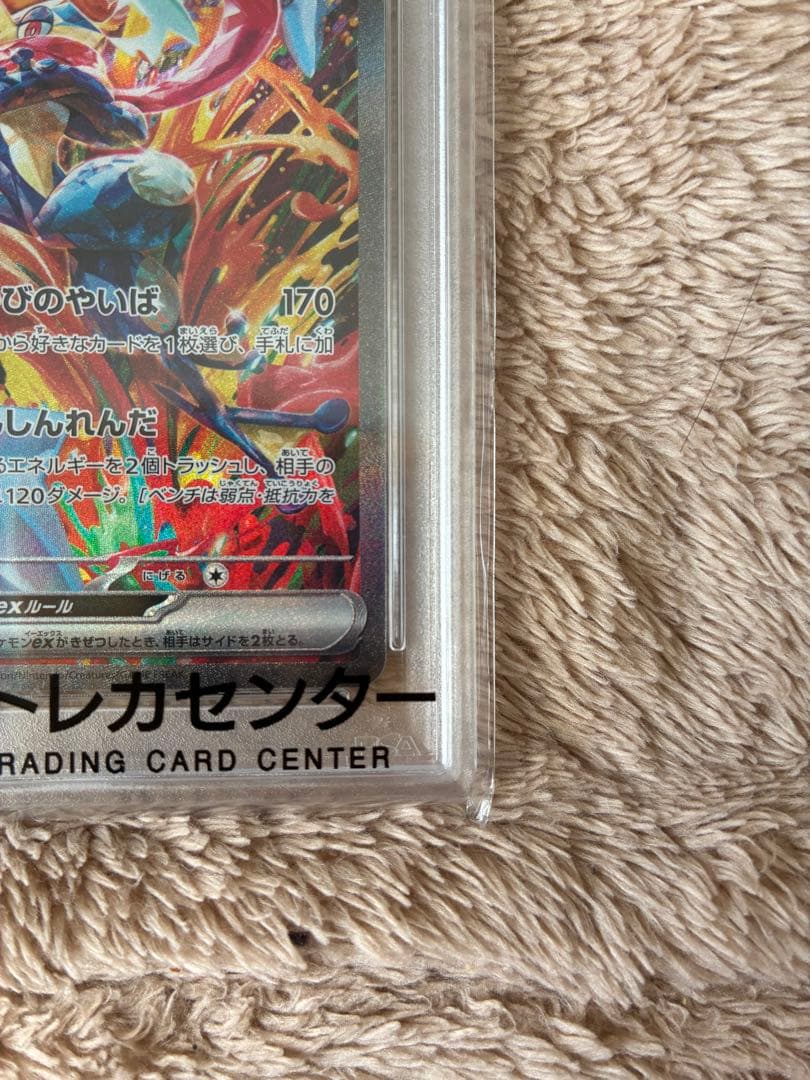 びのやいば 170
から好きなカードを1枚選び、手札に加
しんれんだ
るエネルギーを2個トラッシュし、相手の
120ダメージ。[ベンチは弱点・抵抗力を
にげる
exルール
ケモンexがきぜつしたとき、相手はサイドを2枚とる。
on/Nintendo/Creatures/GAME FREAK
トレカセンター
RADING CARD CENTER